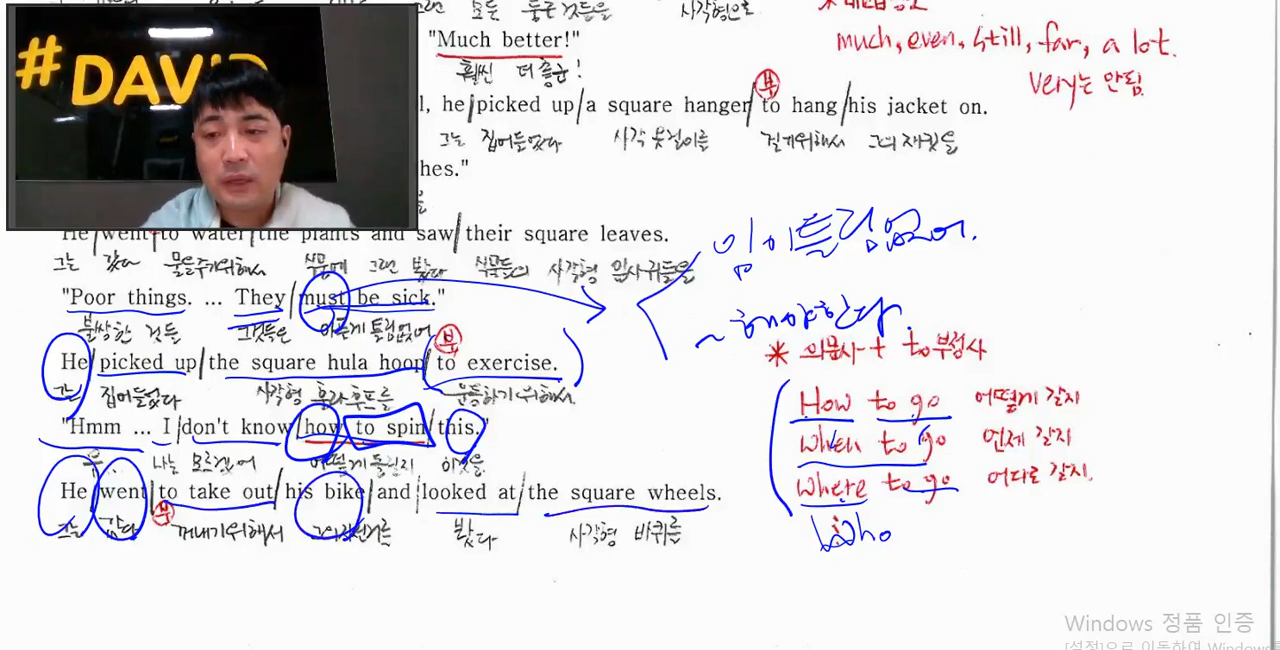 # DAVID
"Much better!"
훨씬 더 좋군!
much, even, still, far, a lot.
very는 안됨.
l, he/picked up/a square hanger/to hang/his jacket on.
부
그는 집어들었다 사각 옷걸이를 걸기위해서 그의 재킷을
hes."
He/went/to water/the plants and saw/their square leaves.
그는 갔다 물을주기위해서 식물에 그런 봤다 식물들의 사각형 잎사귀들을
임이틀림없어.
"Poor things. ... They/must be sick."
불쌍한 것들 그것들은 아픈게 틀림없어
~해야한다.
He/picked up/the square hula hoop/to exercise.
부
그는 집어들었다 사각형 훌라후프를 운동하기위해서.
* 의문사 + to부정사
How to go 어떻게 갈지
"Hmm ... I/don't know/how/to spin/this."
음.. 나는 모르겠어 어떻게 돌릴지 이것을
when to go 언제 갈지
where to go 어디로 갈지.
He/went/to take out/his bike/and/looked at/the square wheels.
그는 갔다 부 꺼내기위해서 그의자전거를 봤다 사각형 바퀴를
Who
Windows 정품 인증